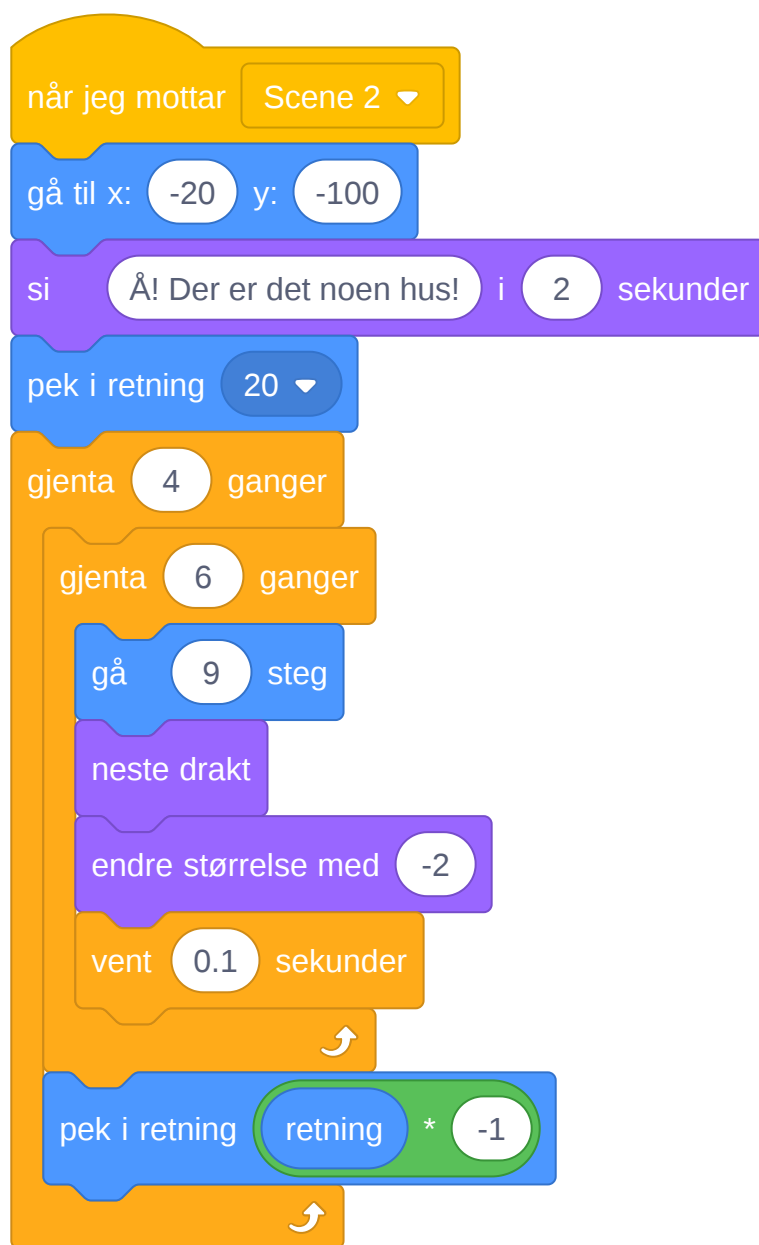 når jeg mottar Scene 2
gå til x: -20 y: -100
si Å! Der er det noen hus! i 2 sekunder
pek i retning 20
gjenta 4 ganger
gjenta 6 ganger
gå 9 steg
neste drakt
endre størrelse med -2
vent 0.1 sekunder
pek i retning retning * -1